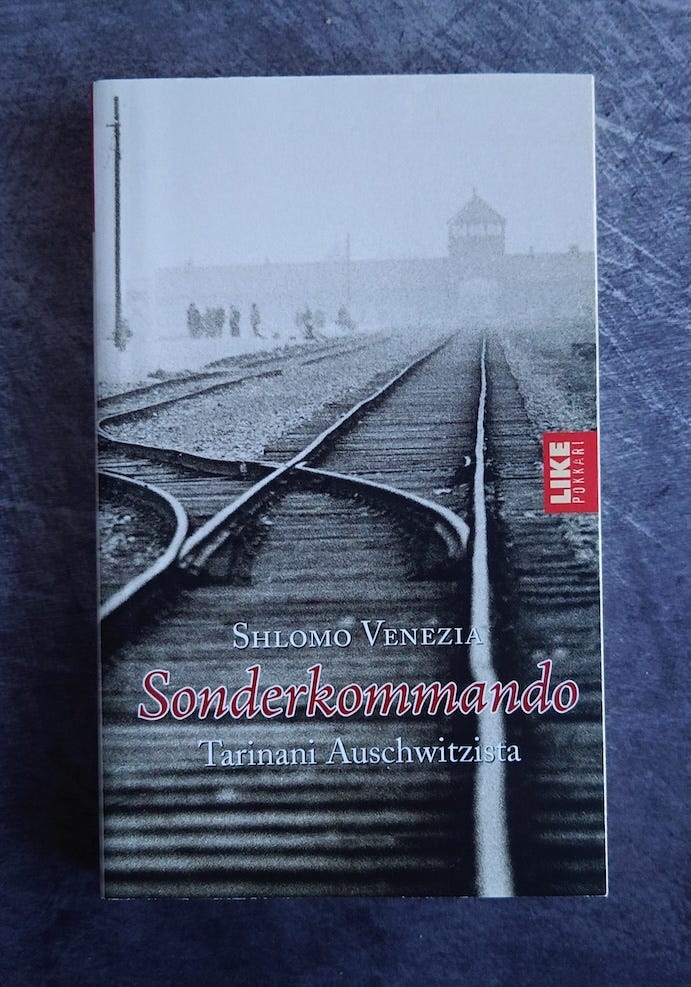 LIKE
POKKARI
SHLOMO VENEZIA
Sonderkommando
Tarinani Auschwitzista